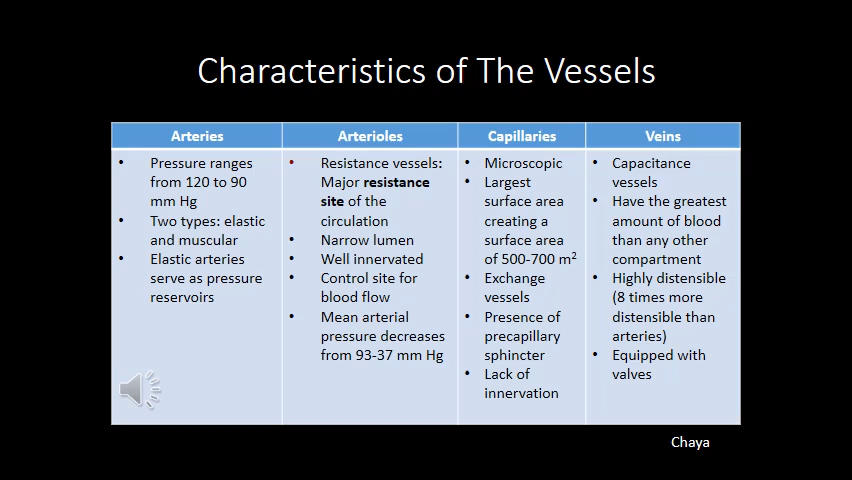 Characteristics of The Vessels
Arteries
• Pressure ranges
from 120 to 90
mm Hg
• Two types: elastic
and muscular
• Elastic arteries
serve as pressure
reservoirs
Arterioles
• Resistance vessels:
Major resistance
site of the
circulation
• Narrow lumen
• Well innervated
• Control site for
blood flow
• Mean arterial
pressure decreases
from 93-37 mm Hg
Capillaries
• Microscopic
• Largest
surface area
creating a
surface area
of 500-700 m²
• Exchange
vessels
• Presence of
precapillary
sphincter
• Lack of
innervation
Veins
• Capacitance
vessels
• Have the greatest
amount of blood
than any other
compartment
• Highly distensible
(8 times more
distensible than
arteries)
• Equipped with
valves
Chaya